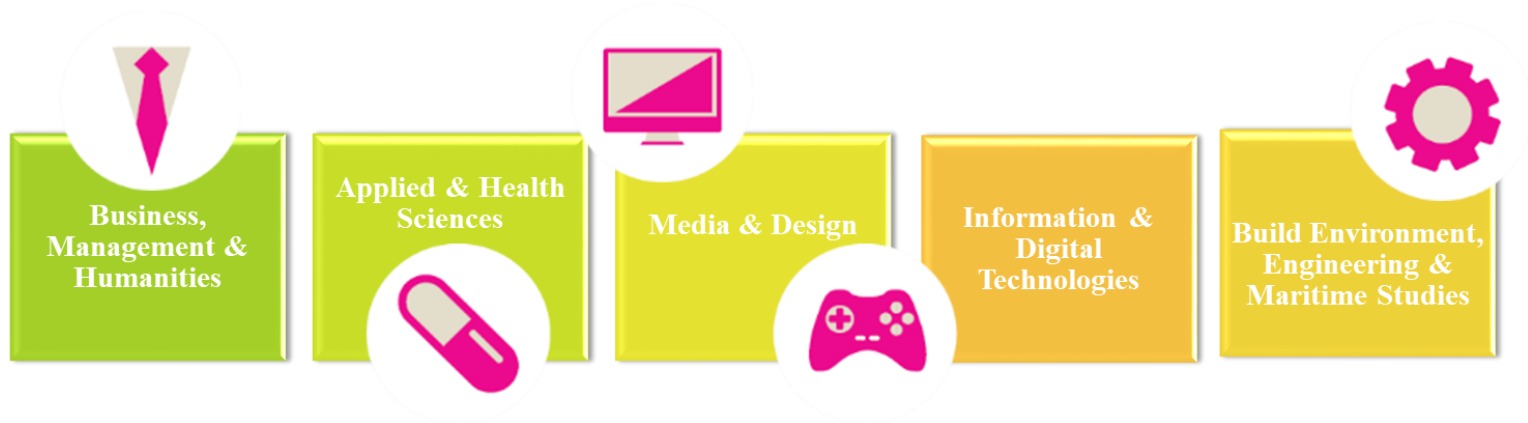 Business,
Management &
Humanities
Applied & Health
Sciences
Media & Design
Information &
Digital
Technologies
Build Environment,
Engineering &
Maritime Studies